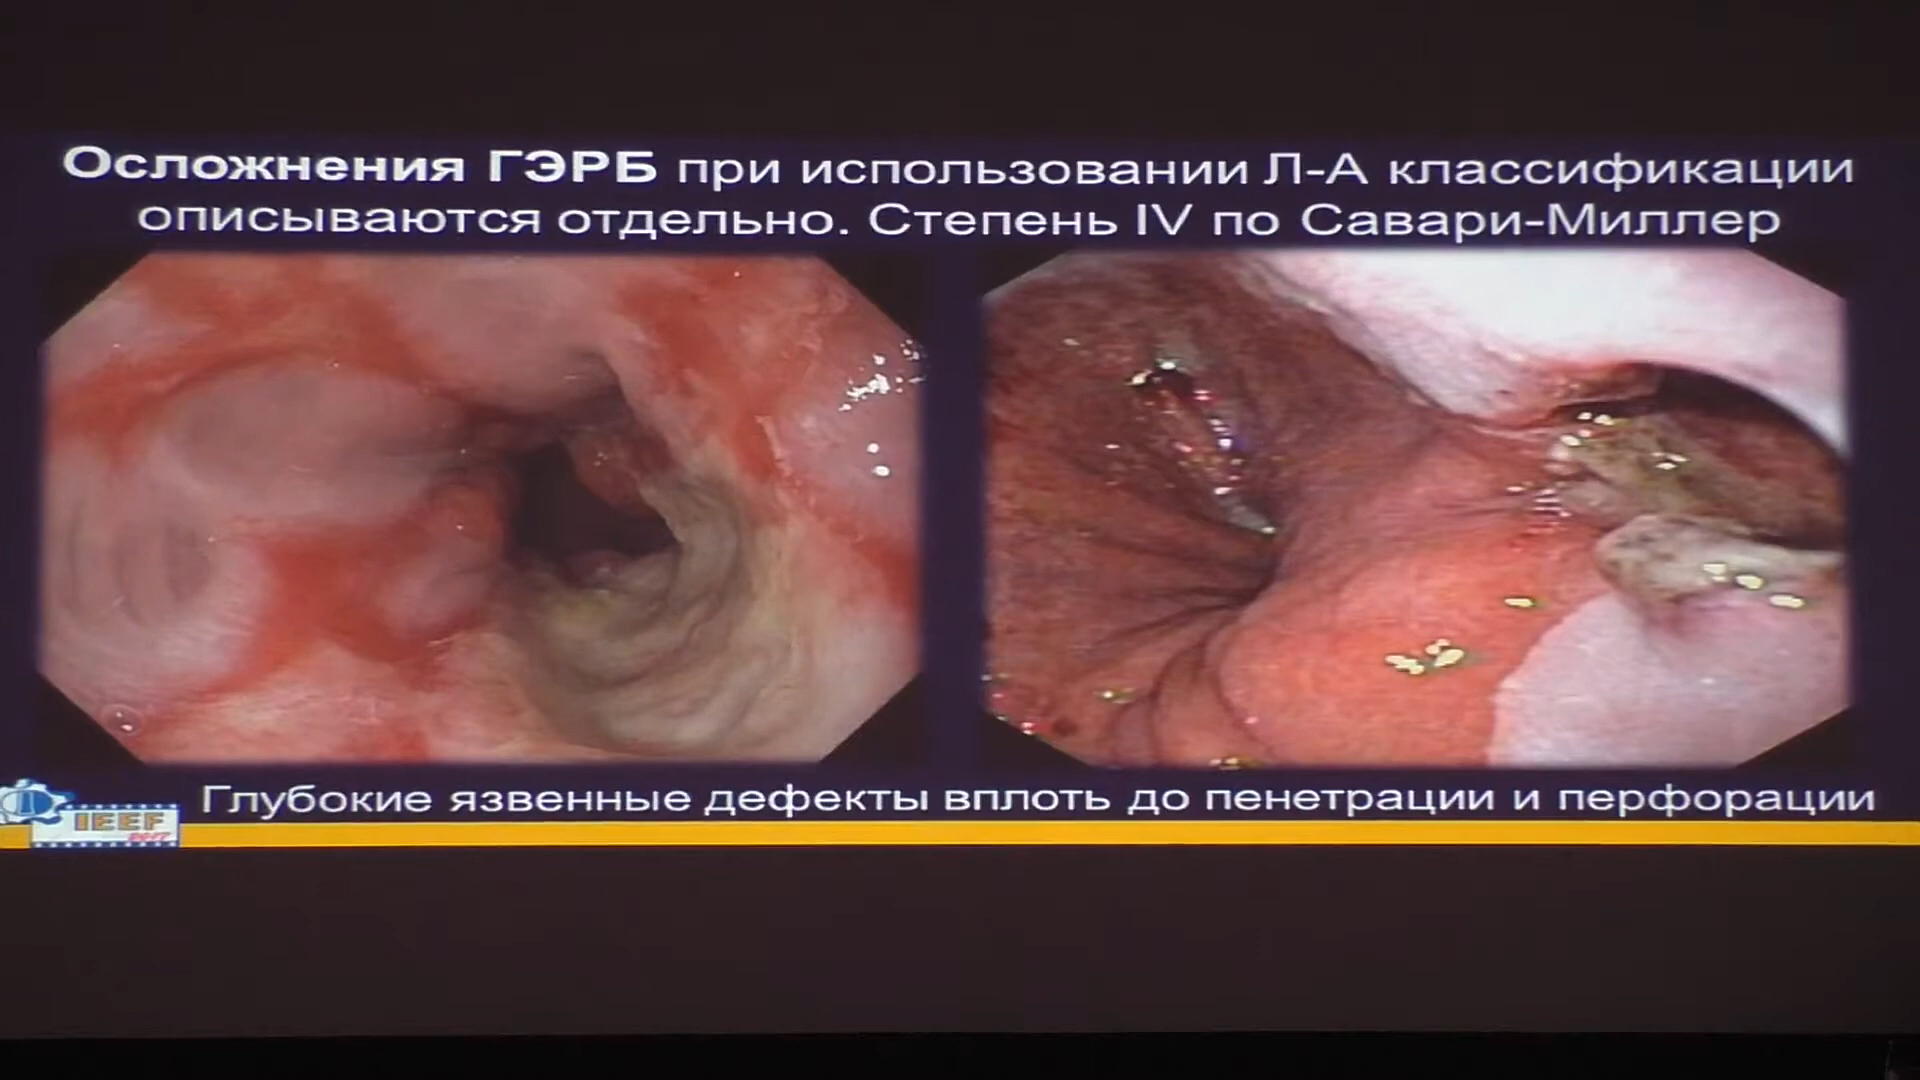 Осложнения ГЭРБ при использовании Л-А классификации
описываются отдельно. Степень IV по Савари-Миллер
Глубокие язвенные дефекты вплоть до пенетрации и перфорации
IEEF
2017